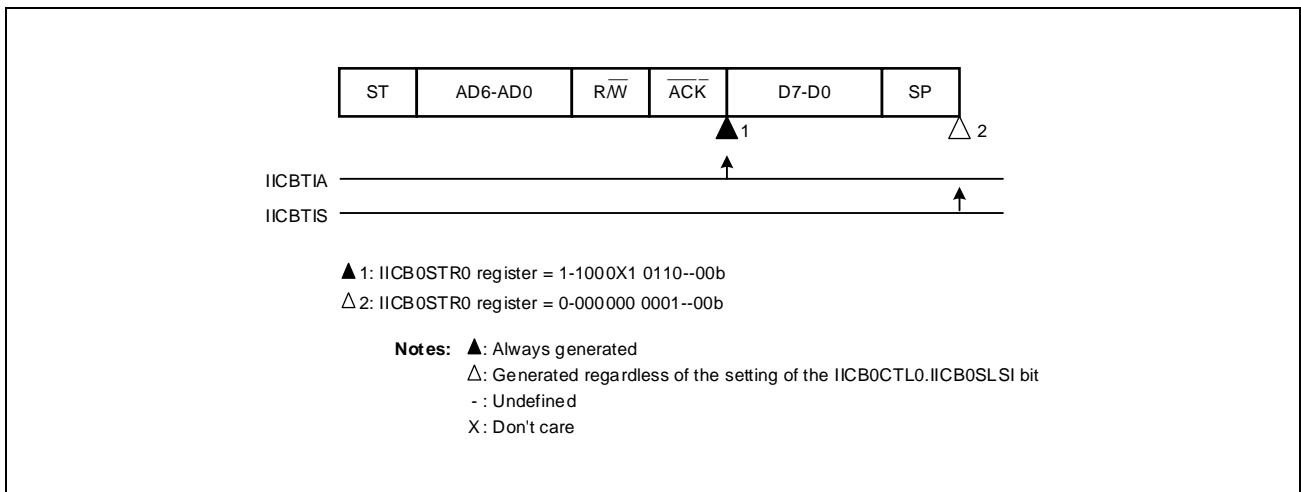 ST AD6-AD0 R/W̅ A̅C̅K̅ D7-D0 SP
▲1 △2
IICBTIA
IICBTIS
▲1: IICB0STR0 register = 1-1000X1 0110--00b
△2: IICB0STR0 register = 0-000000 0001--00b
Notes: ▲: Always generated
△: Generated regardless of the setting of the IICB0CTL0.IICB0SLSI bit
- : Undefined
X: Don't care